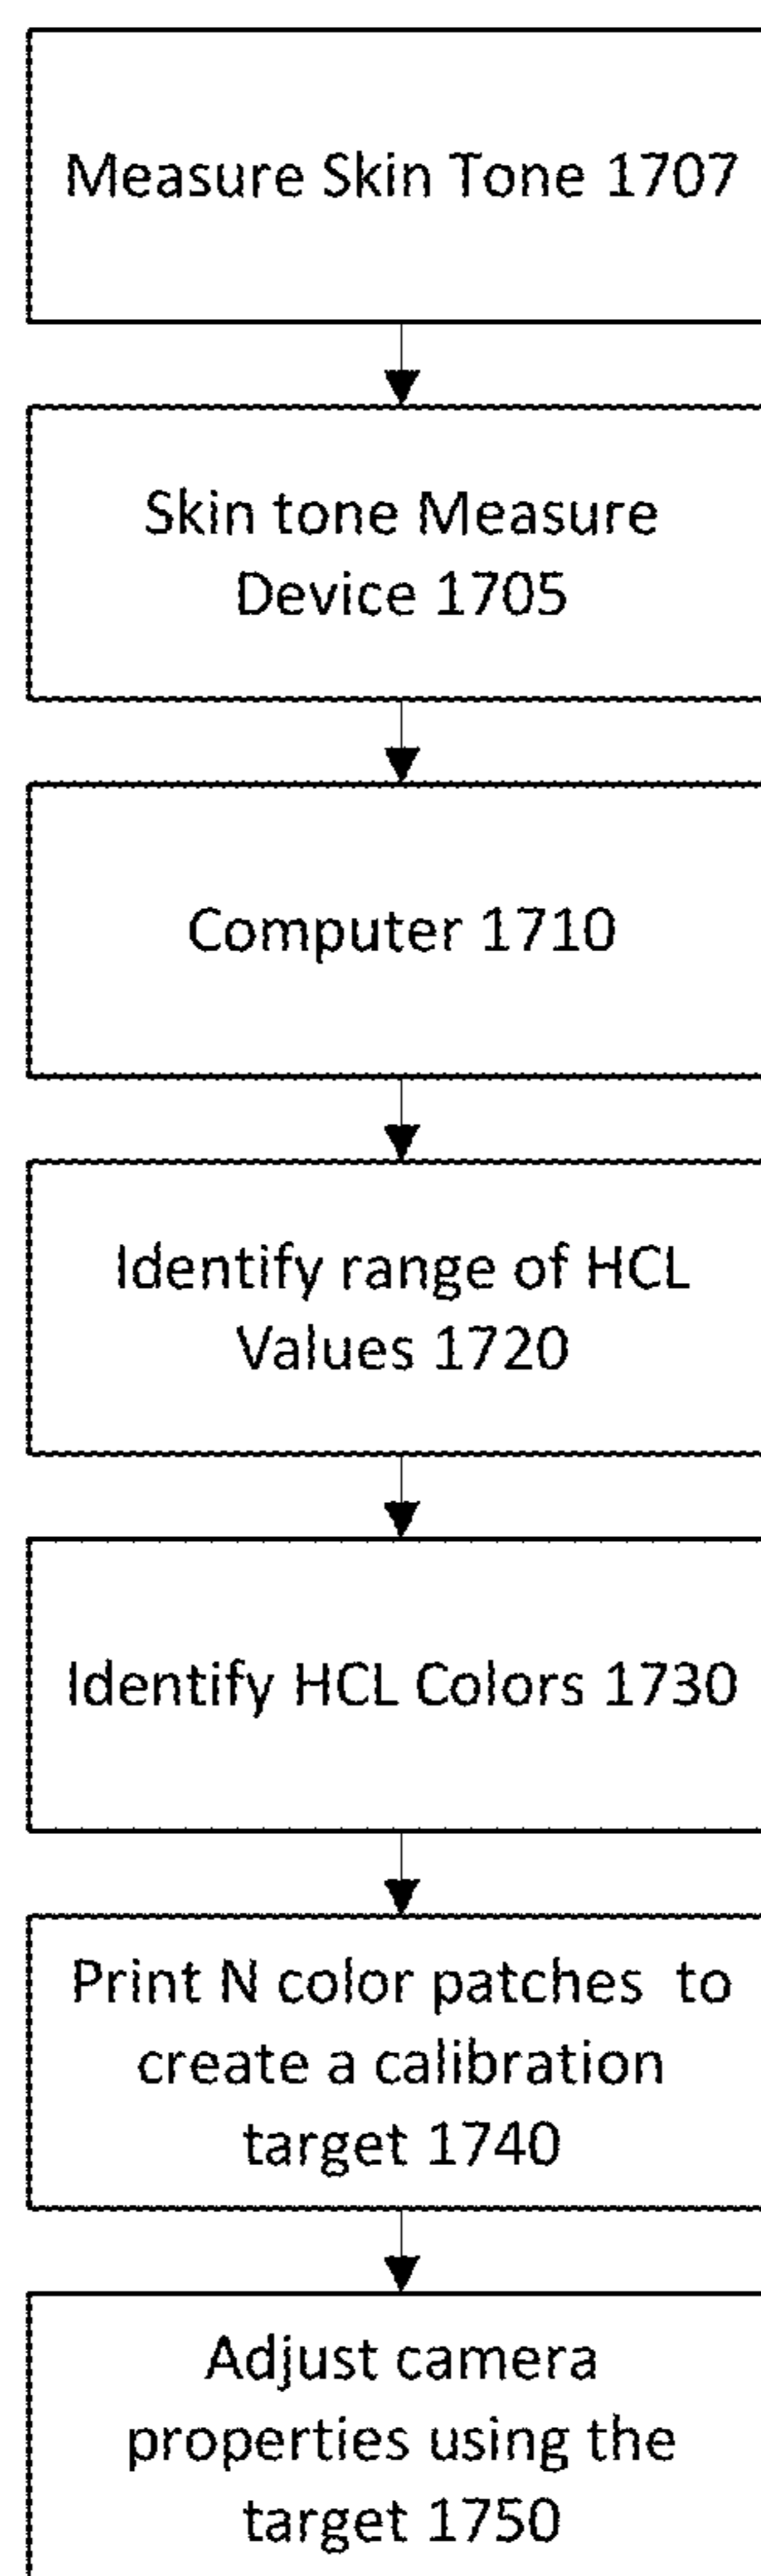 Measure Skin Tone 1707
Skin tone Measure
Device 1705
Computer 1710
Identify range of HCL
Values 1720
Identify HCL Colors 1730
Print N color patches  to
create a calibration
target 1740
Adjust camera
properties using the
target 1750